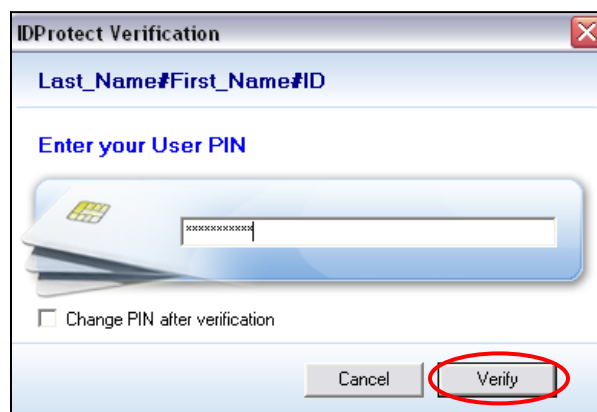 IDProtect Verification
Last_Name#First_Name#ID
Enter your User PIN
***********
Change PIN after verification
Cancel
Verify